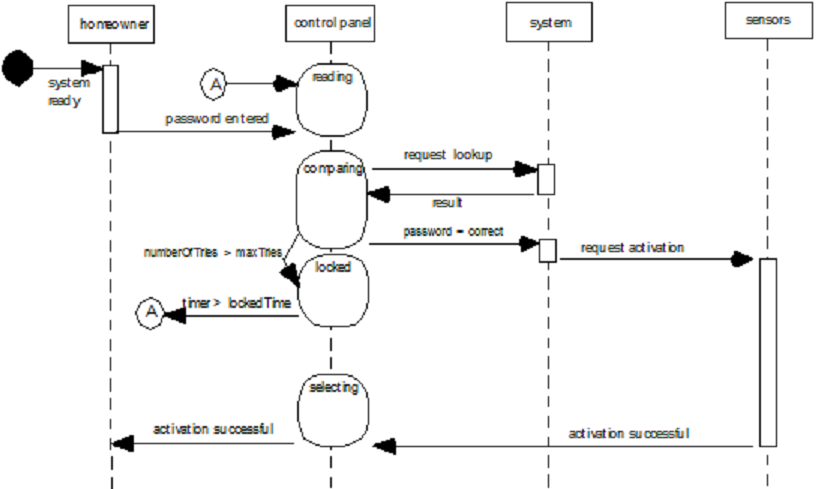 homeowner
control panel
system
sensors
system
ready
A
reading
password entered
comparing
request lookup
result
password = correct
request activation
numberOfTries > maxTries
locked
A
timer > lockedTime
selecting
activation successful
activation successful